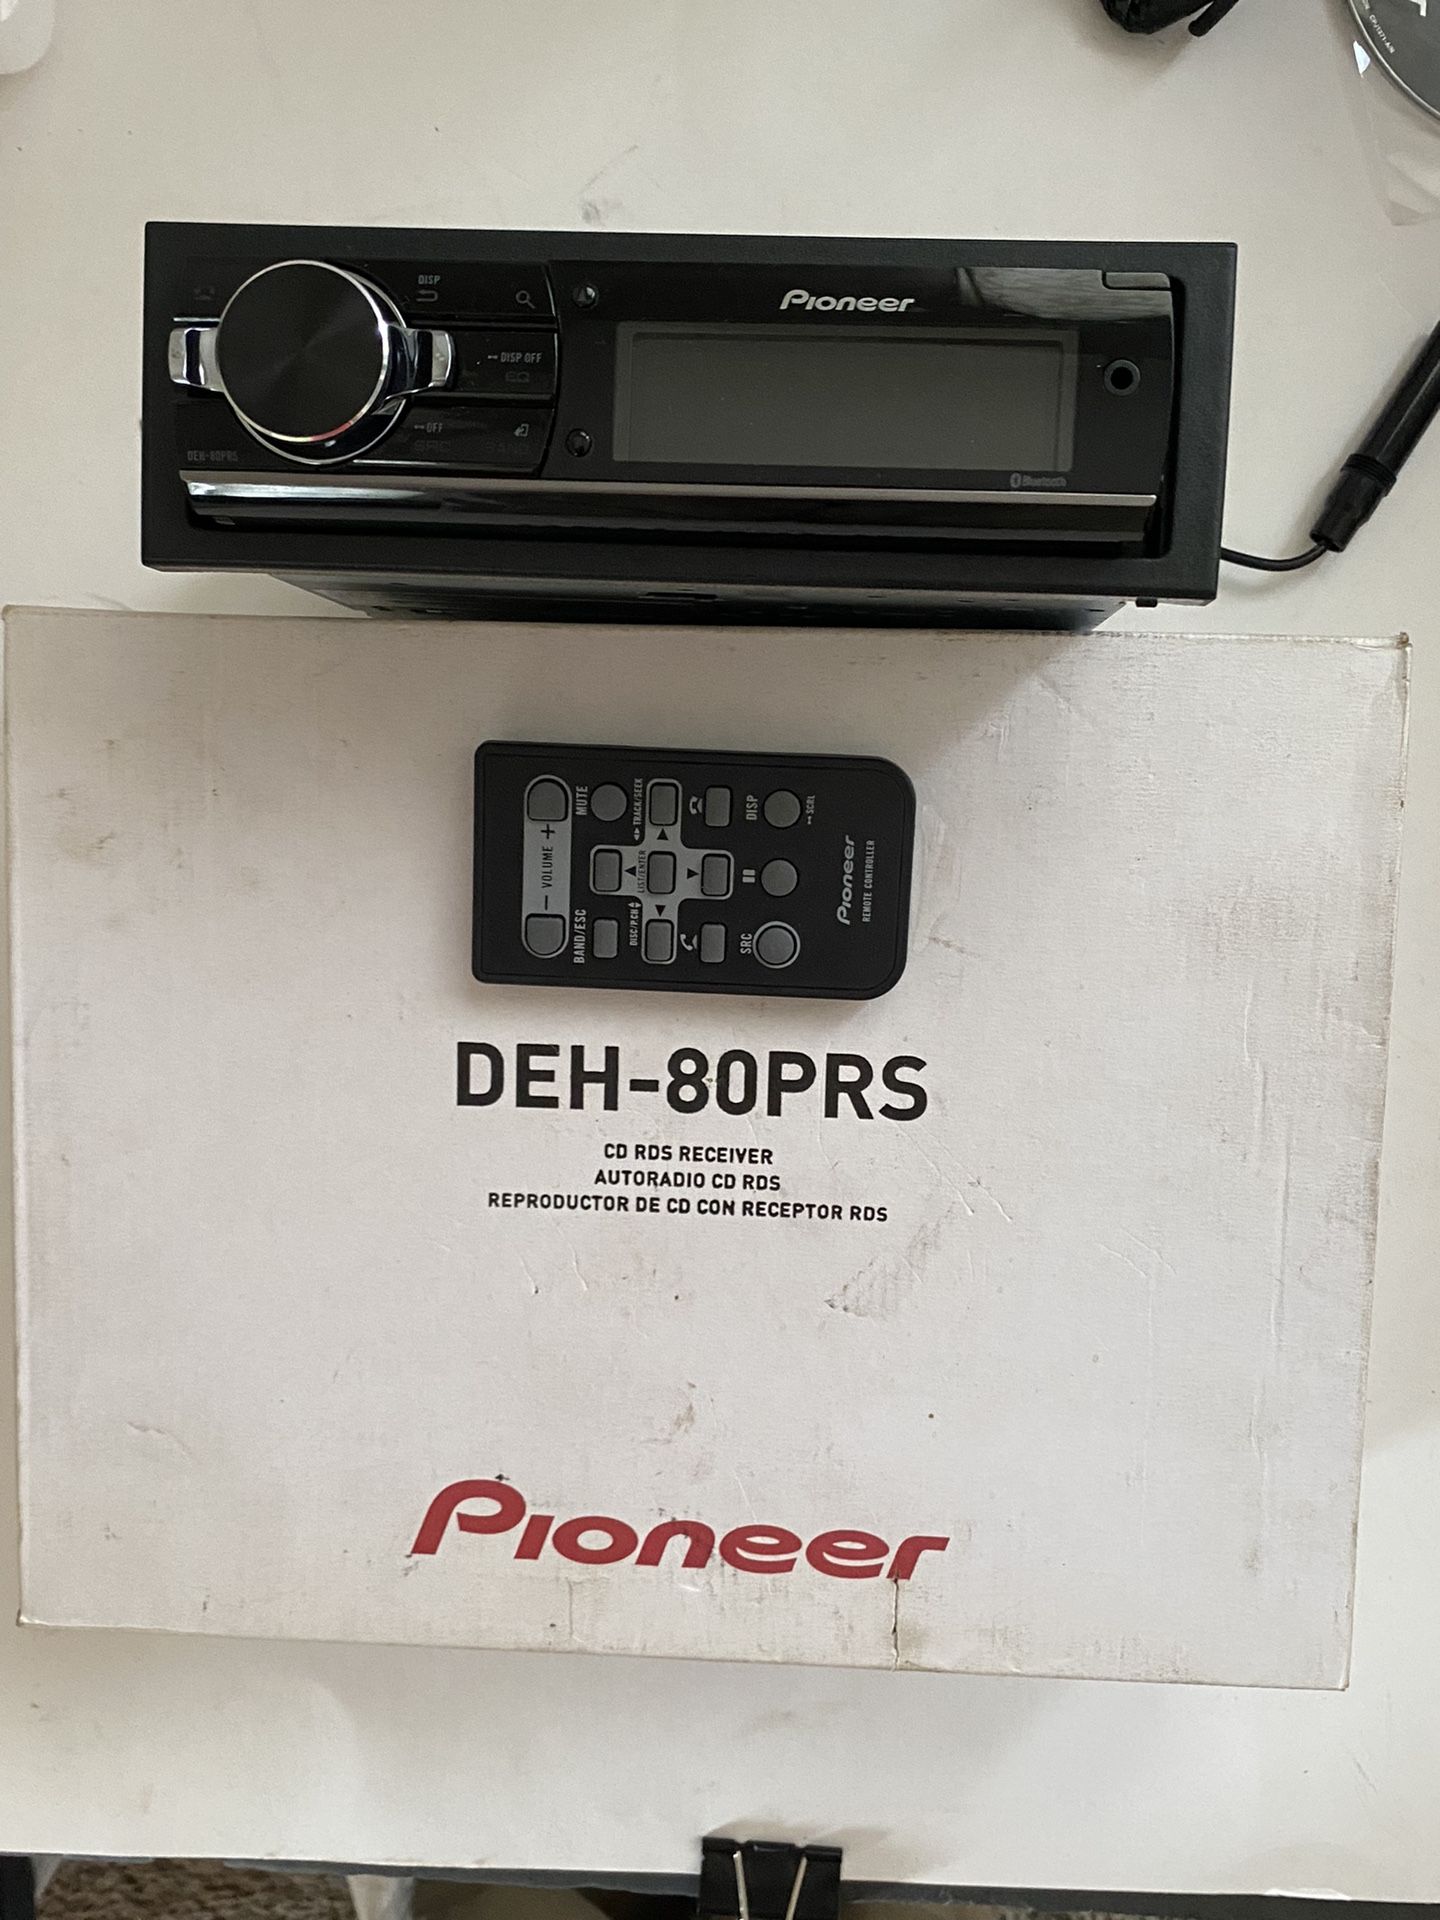 DISP
Pioneer
DISP OFF
EQ
OFF
SRC
BAND
DEH-80PRS
Bluetooth
VOLUME
MUTE
BAND/ESC
TRACK/SEEK
LIST/ENTER
DISC/P.CH
DISP
SCRL
SRC
Pioneer
REMOTE CONTROLLER
DEH-80PRS
CD RDS RECEIVER
AUTORADIO CD RDS
REPRODUCTOR DE CD CON RECEPTOR RDS
Pioneer